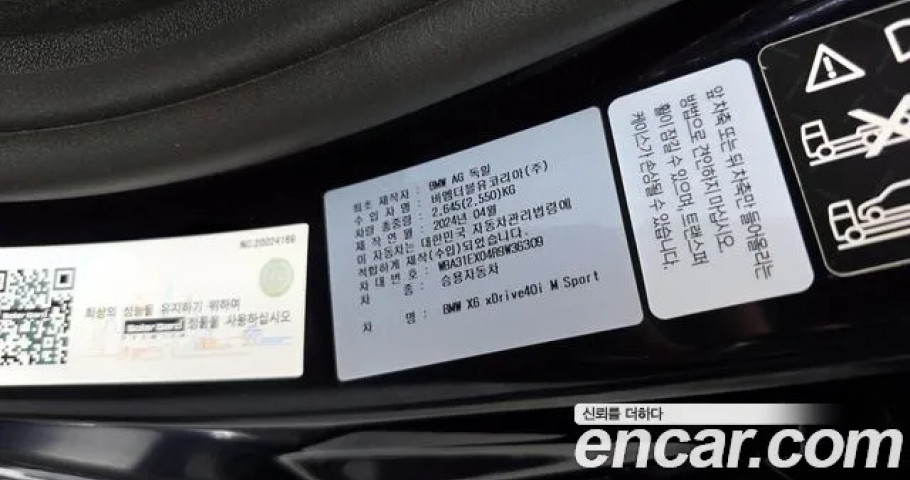 NO.20024166
최상의 성능을 유지하기 위하여
MotorCraft 정품을 사용하십시오
최초 제작자 : BMW AG 독일
수 입 자 명 : 비엠더블유코리아(주)
차량 총중량 : 2,645(2,550)KG
제 작 연 월 : 2024년 04월
이 자동차는 대한민국 자동차관리법령에
적합하게 제작(수입)되었습니다.
차 대 번 호 : WBA31EX04R9W36309
차 종 : 승용자동차
차 명 : BMW X6 xDrive40i M Sport
앞 차축 또는 뒤 차축만 들어올리는
방법으로 견인하지 마십시오.
휠이 잠길 수 있으며 트랜스퍼
케이스가 손상될 수 있습니다.
신뢰를 더하다
encar.com